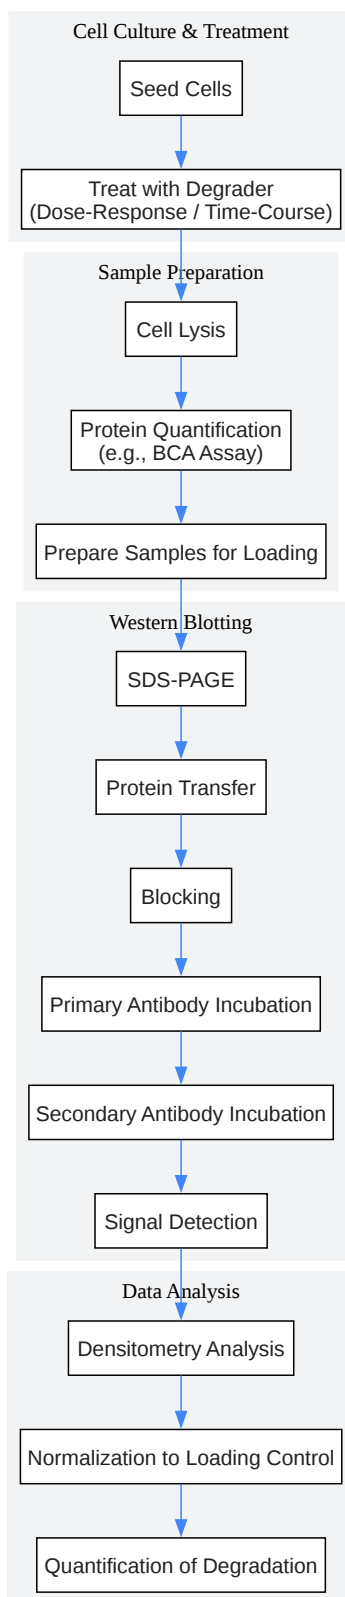 Cell Culture & Treatment
Seed Cells
Treat with Degrader
(Dose-Response / Time-Course)
Sample Preparation
Cell Lysis
Protein Quantification
(e.g., BCA Assay)
Prepare Samples for Loading
Western Blotting
SDS-PAGE
Protein Transfer
Blocking
Primary Antibody Incubation
Secondary Antibody Incubation
Signal Detection
Data Analysis
Densitometry Analysis
Normalization to Loading Control
Quantification of Degradation